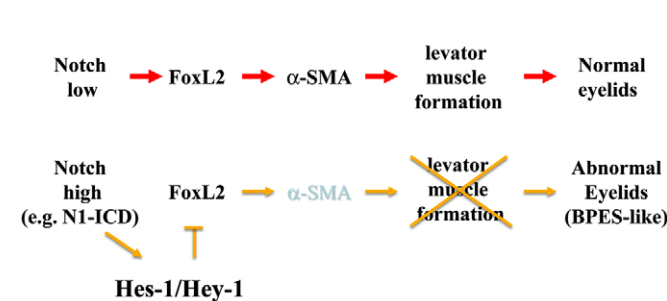 Notch
low
FoxL2
α-SMA
levator
muscle
formation
Normal
eyelids
Notch
high
(e.g. N1-ICD)
FoxL2
α-SMA
levator
muscle
formation
Abnormal
Eyelids
(BPES-like)
Hes-1/Hey-1